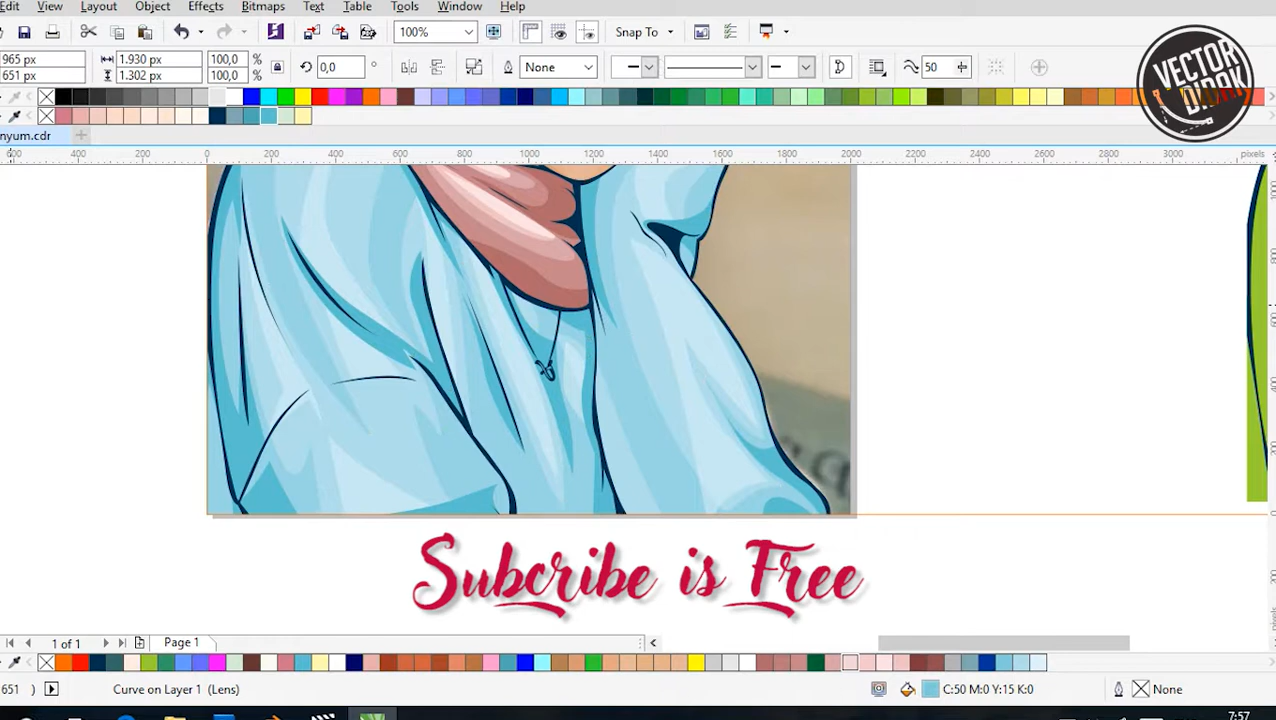 Edit View Layout Object Effects Bitmaps Text Table Tools Window Help
100% Snap To
965 px 1.930 px 100,0 % 0,0 ° None 50
651 px 1.302 px 100,0 %
VECTOR
DIDAK
nyum.cdr
600 400 200 0 200 400 600 800 1000 1200 1400 1600 1800 2000 2200 2400 2600 2800 3000 pixels
Subcribe is Free
1 of 1 Page 1
651 ) Curve on Layer 1 (Lens) C:50 M:0 Y:15 K:0 None
7:57